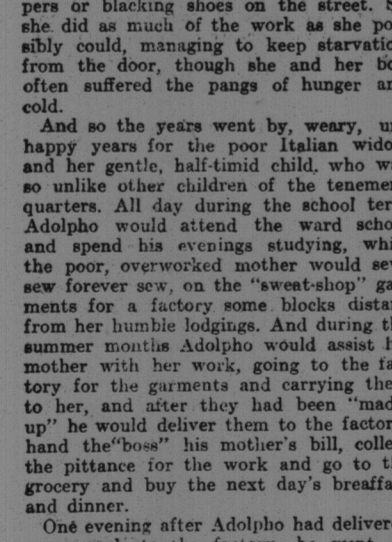 pers or blacking shoes on the street. S
she did as much of the work as she po
sibly could, managing to keep starvatio
from the door, though she and her bo
often suffered the pangs of hunger an
cold.
And so the years went by, weary, u
happy years for the poor Italian wido
and her gentle, half-timid child, who w
so unlike other children of the teneme
quarters. All day during the school ter
Adolpho would attend the ward scho
and spend his evenings studying, whi
the poor, overworked mother would se
sew forever sew, on the "sweat-shop" ga
ments for a factory some blocks dista
from her humble lodgings. And during t
summer months Adolpho would assist h
mother with her work, going to the fa
tory for the garments and carrying the
to her, and after they had been "mad
up" he would deliver them to the factor
hand the"boss" his mother's bill, colle
the pittance for the work and go to t
grocery and buy the next day's breaffa
and dinner.
One evening after Adolpho had deliver